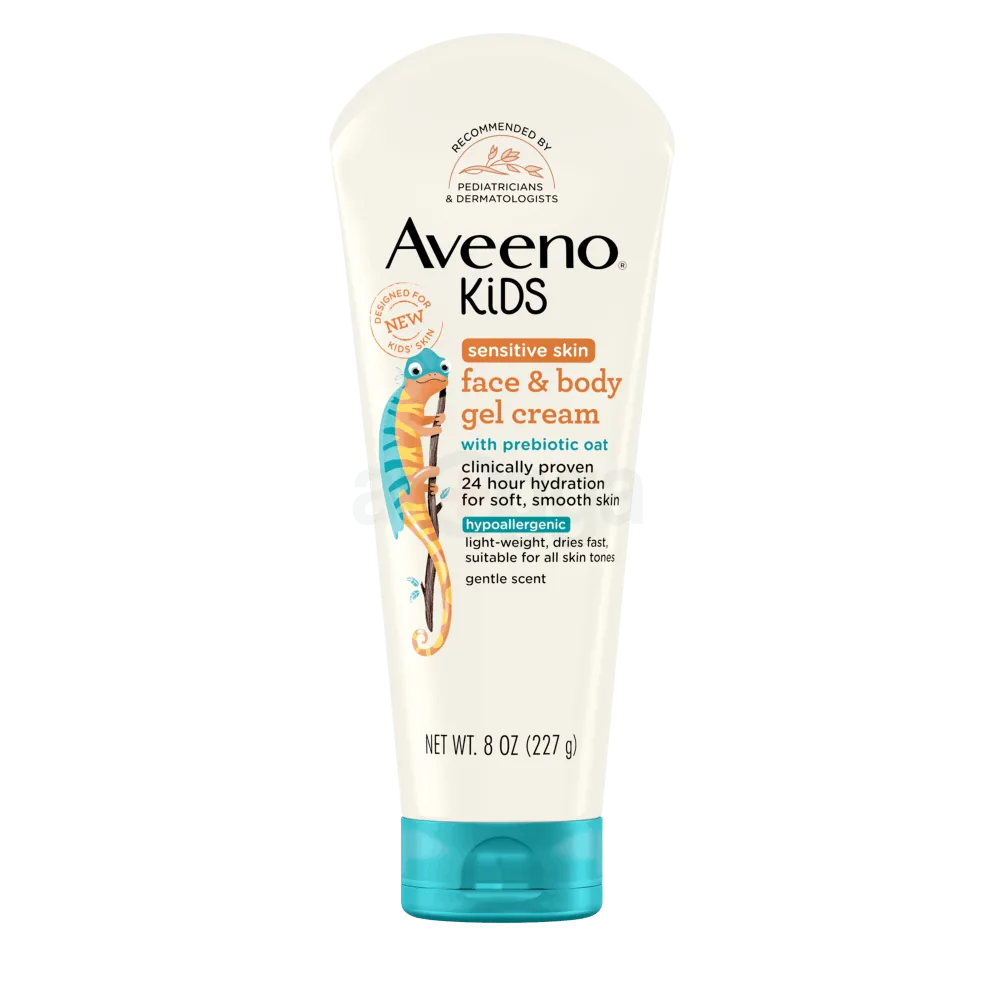 RECOMMENDED BY
PEDIATRICIANS
& DERMATOLOGISTS
Aveeno®
KiDS
DESIGNED FOR
NEW
KIDS' SKIN
sensitive skin
face & body
gel cream
with prebiotic oat
clinically proven
24 hour hydration
for soft, smooth skin
hypoallergenic
light-weight, dries fast,
suitable for all skin tones
gentle scent
NET WT. 8 OZ (227 g)